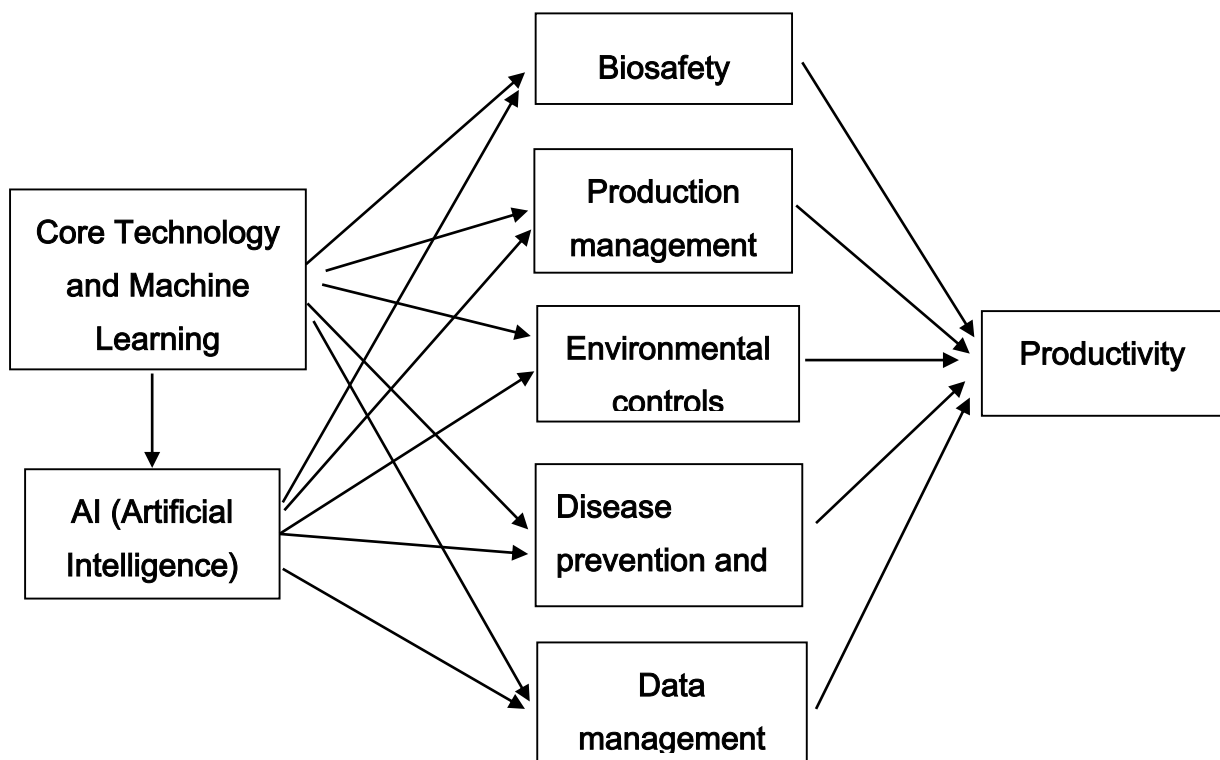 Biosafety
Production
management
Core Technology
and Machine
Learning
Environmental
controls
Productivity
AI (Artificial
Intelligence)
Disease
prevention and
Data
management